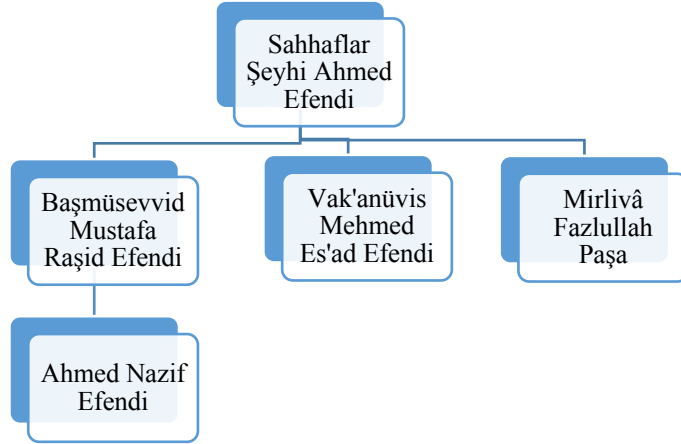 Sahhaflar
Şeyhi Ahmed
Efendi
Başmüsevvid
Mustafa
Raşid Efendi
Vak'anüvis
Mehmed
Es'ad Efendi
Mirlivâ
Fazlullah
Paşa
Ahmed Nazif
Efendi